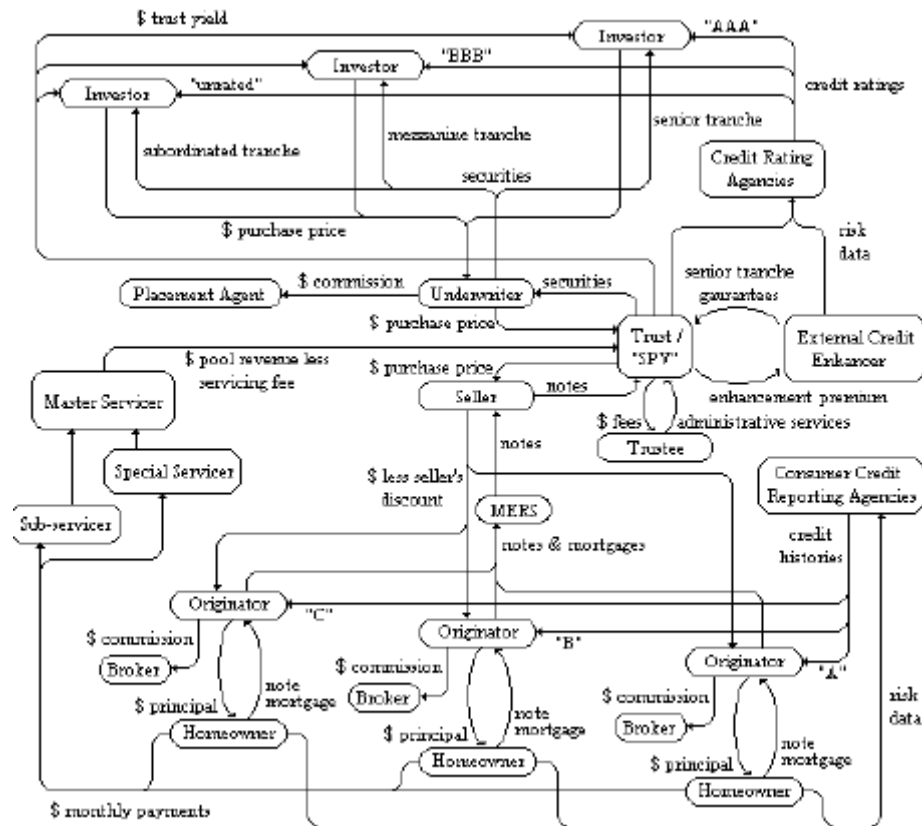 $ trust yield
Investor
"AAA"
Investor
"BBB"
Investor
"unrated"
credit ratings
senior tranche
mezzanine tranche
subordinated tranche
securities
Credit Rating
Agencies
$ purchase price
risk
data
senior tranche
gaurantees
$ commission
securities
Placement Agent
Underwriter
$ purchase price
Trust /
"SPV"
External Credit
Enhancer
$ pool revenue less
servicing fee
$ purchase price
Master Servicer
Seller
notes
enhancement premium
$ fees
administrative services
Trustee
notes
Special Servicer
$ less seller's
discount
Consumer Credit
Reporting Agencies
MERS
Sub-servicer
credit
histories
notes & mortgages
Originator
"C"
Originator
"B"
Originator
"A"
$ commission
Broker
$ commission
Broker
$ commission
Broker
risk
data
note
mortgage
$ principal
Homeowner
note
mortgage
$ principal
Homeowner
note
mortgage
$ principal
Homeowner
$ monthly payments